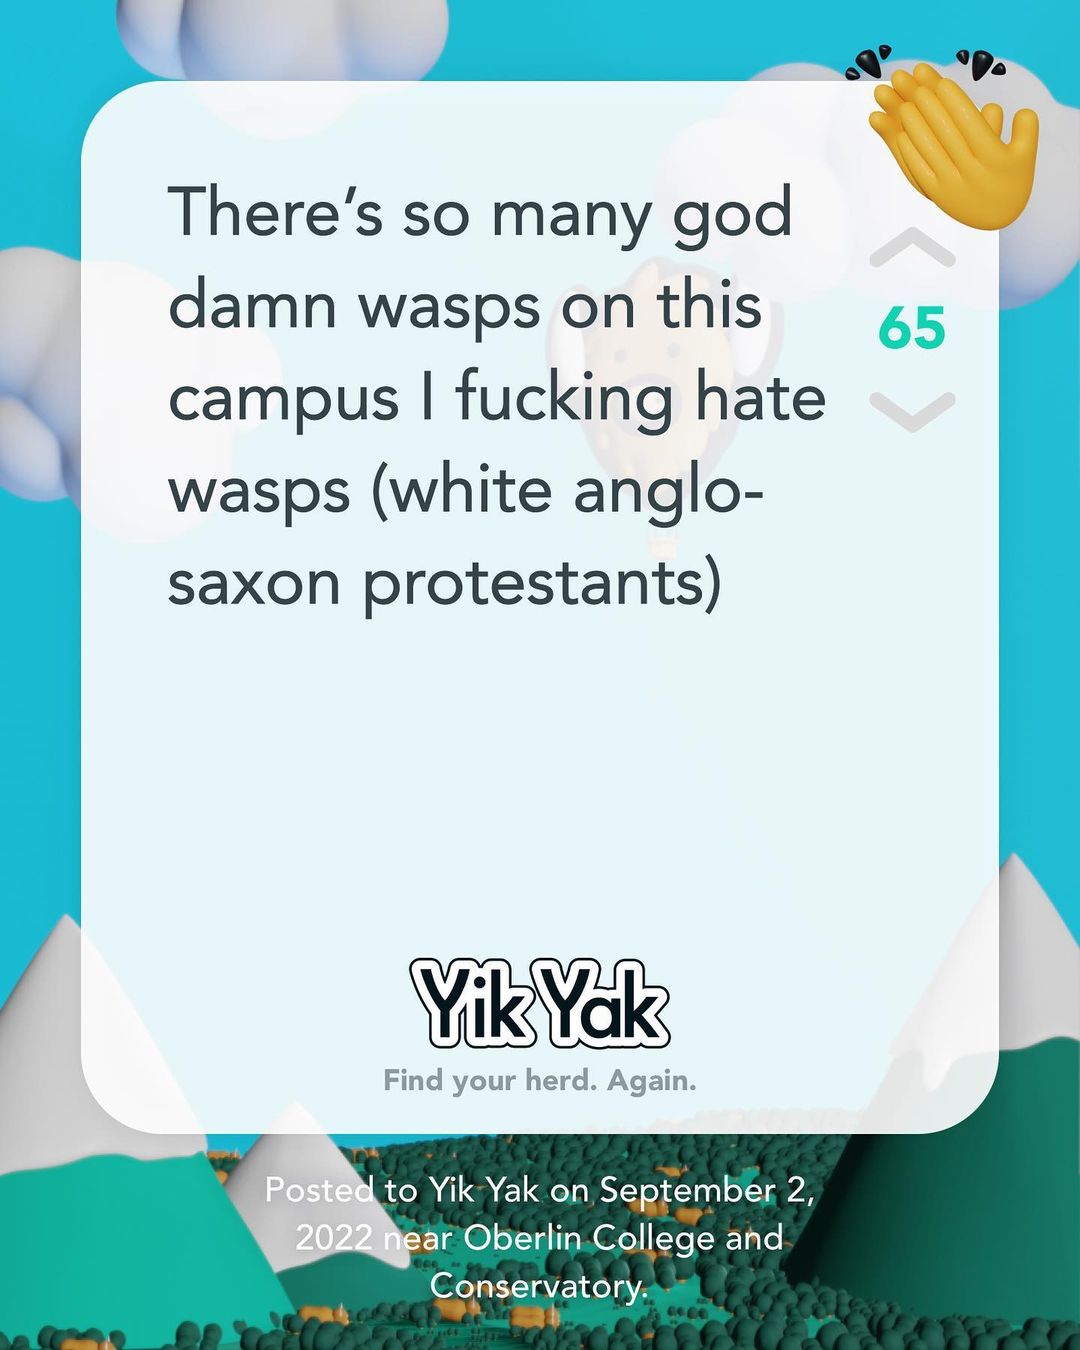 There’s so many god
damn wasps on this
campus I fucking hate
wasps (white anglo-
saxon protestants)
65
Yik Yak
Find your herd. Again.
Posted to Yik Yak on September 2,
2022 near Oberlin College and
Conservatory.